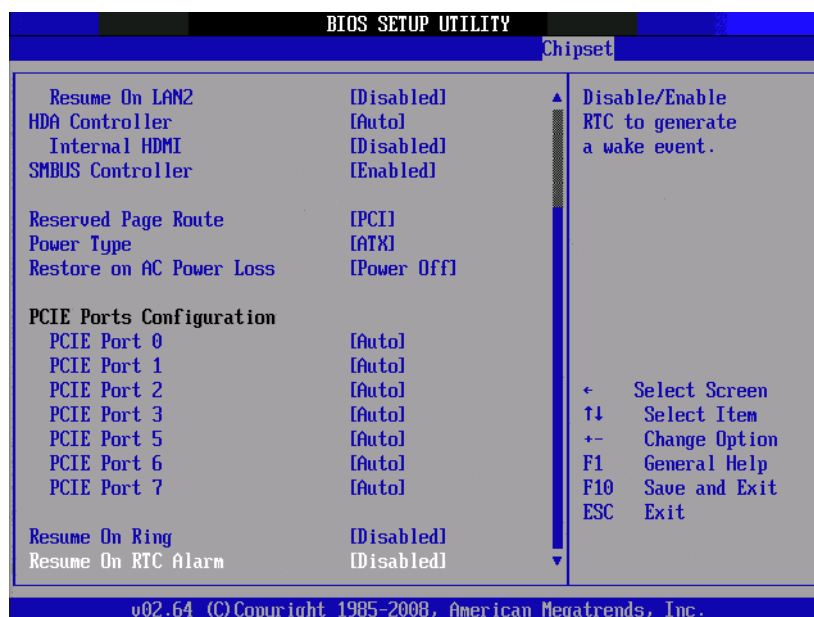 BIOS SETUP UTILITY
Chipset
Resume On LAN2 [Disabled]
HDA Controller [Auto]
Internal HDMI [Disabled]
SMBUS Controller [Enabled]
Reserved Page Route [PCI]
Power Type [ATX]
Restore on AC Power Loss [Power Off]
PCIE Ports Configuration
PCIE Port 0 [Auto]
PCIE Port 1 [Auto]
PCIE Port 2 [Auto]
PCIE Port 3 [Auto]
PCIE Port 5 [Auto]
PCIE Port 6 [Auto]
PCIE Port 7 [Auto]
Resume On Ring [Disabled]
Resume On RTC Alarm [Disabled]
Disable/Enable
RTC to generate
a wake event.
← Select Screen
↑↓ Select Item
+- Change Option
F1 General Help
F10 Save and Exit
ESC Exit
v02.64 (C)Copyright 1985-2008, American Megatrends, Inc.